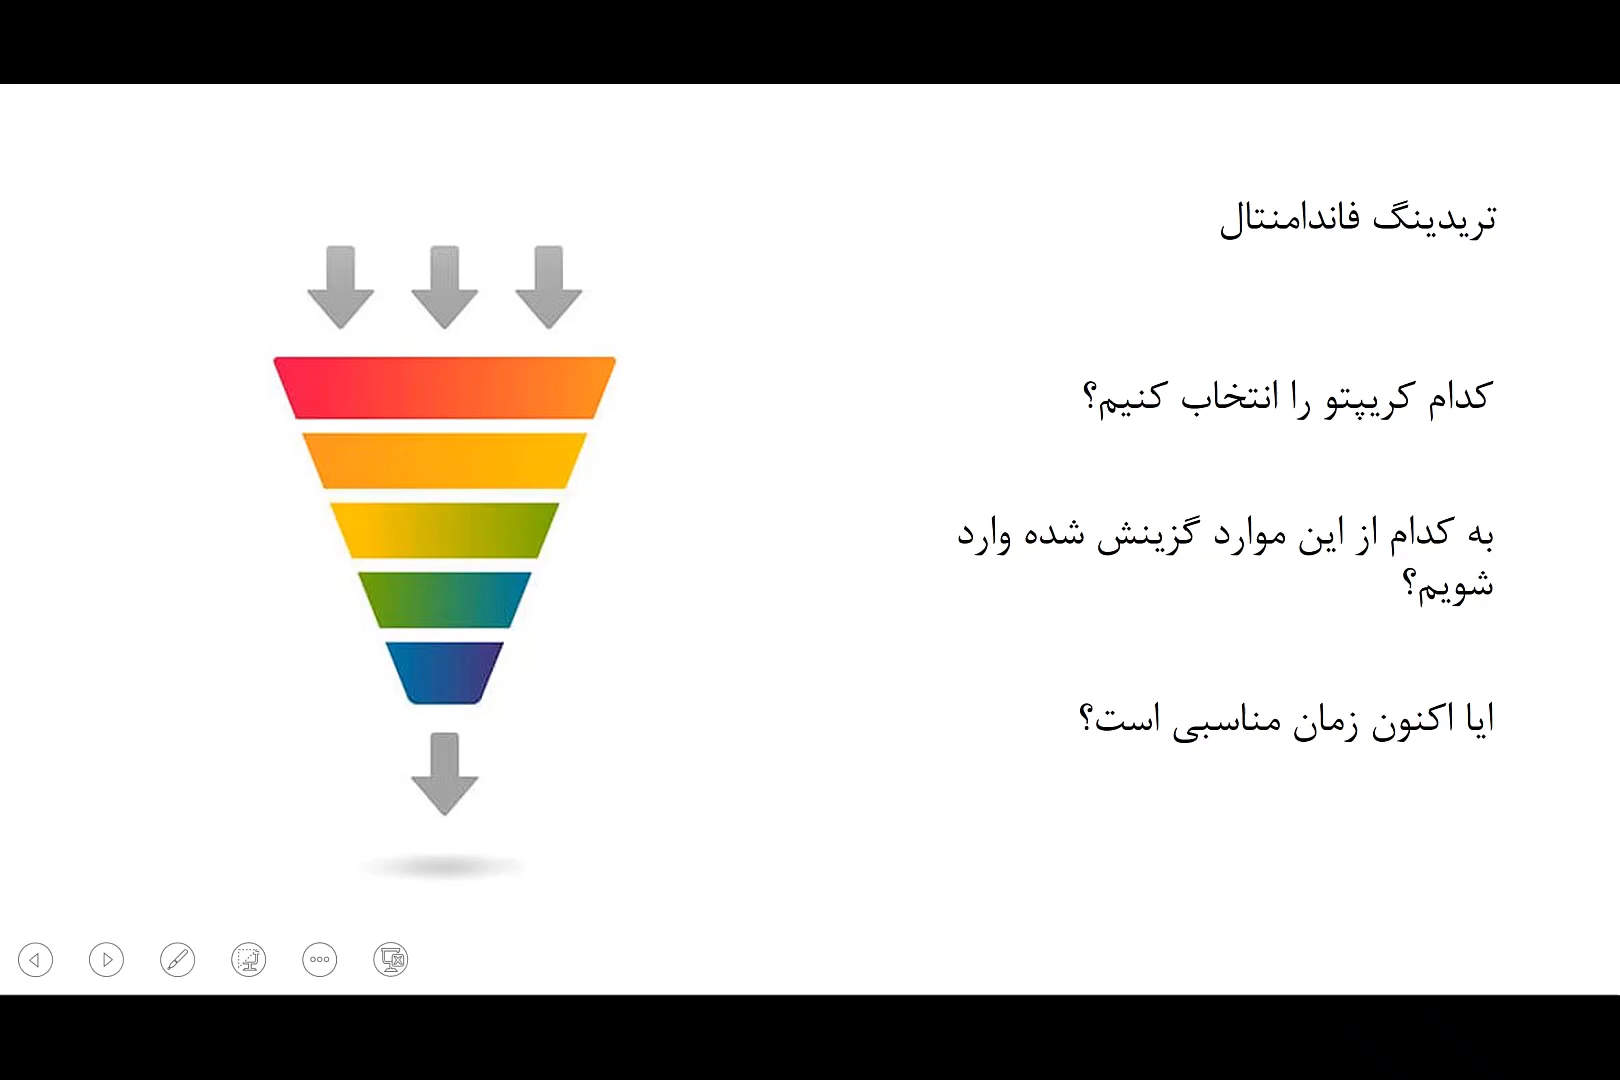 تریدینگ فاندامنتال
کدام کریپتو را انتخاب کنیم؟
به کدام از این موارد گزینش شده وارد
شویم؟
ایا اکنون زمان مناسبی است؟